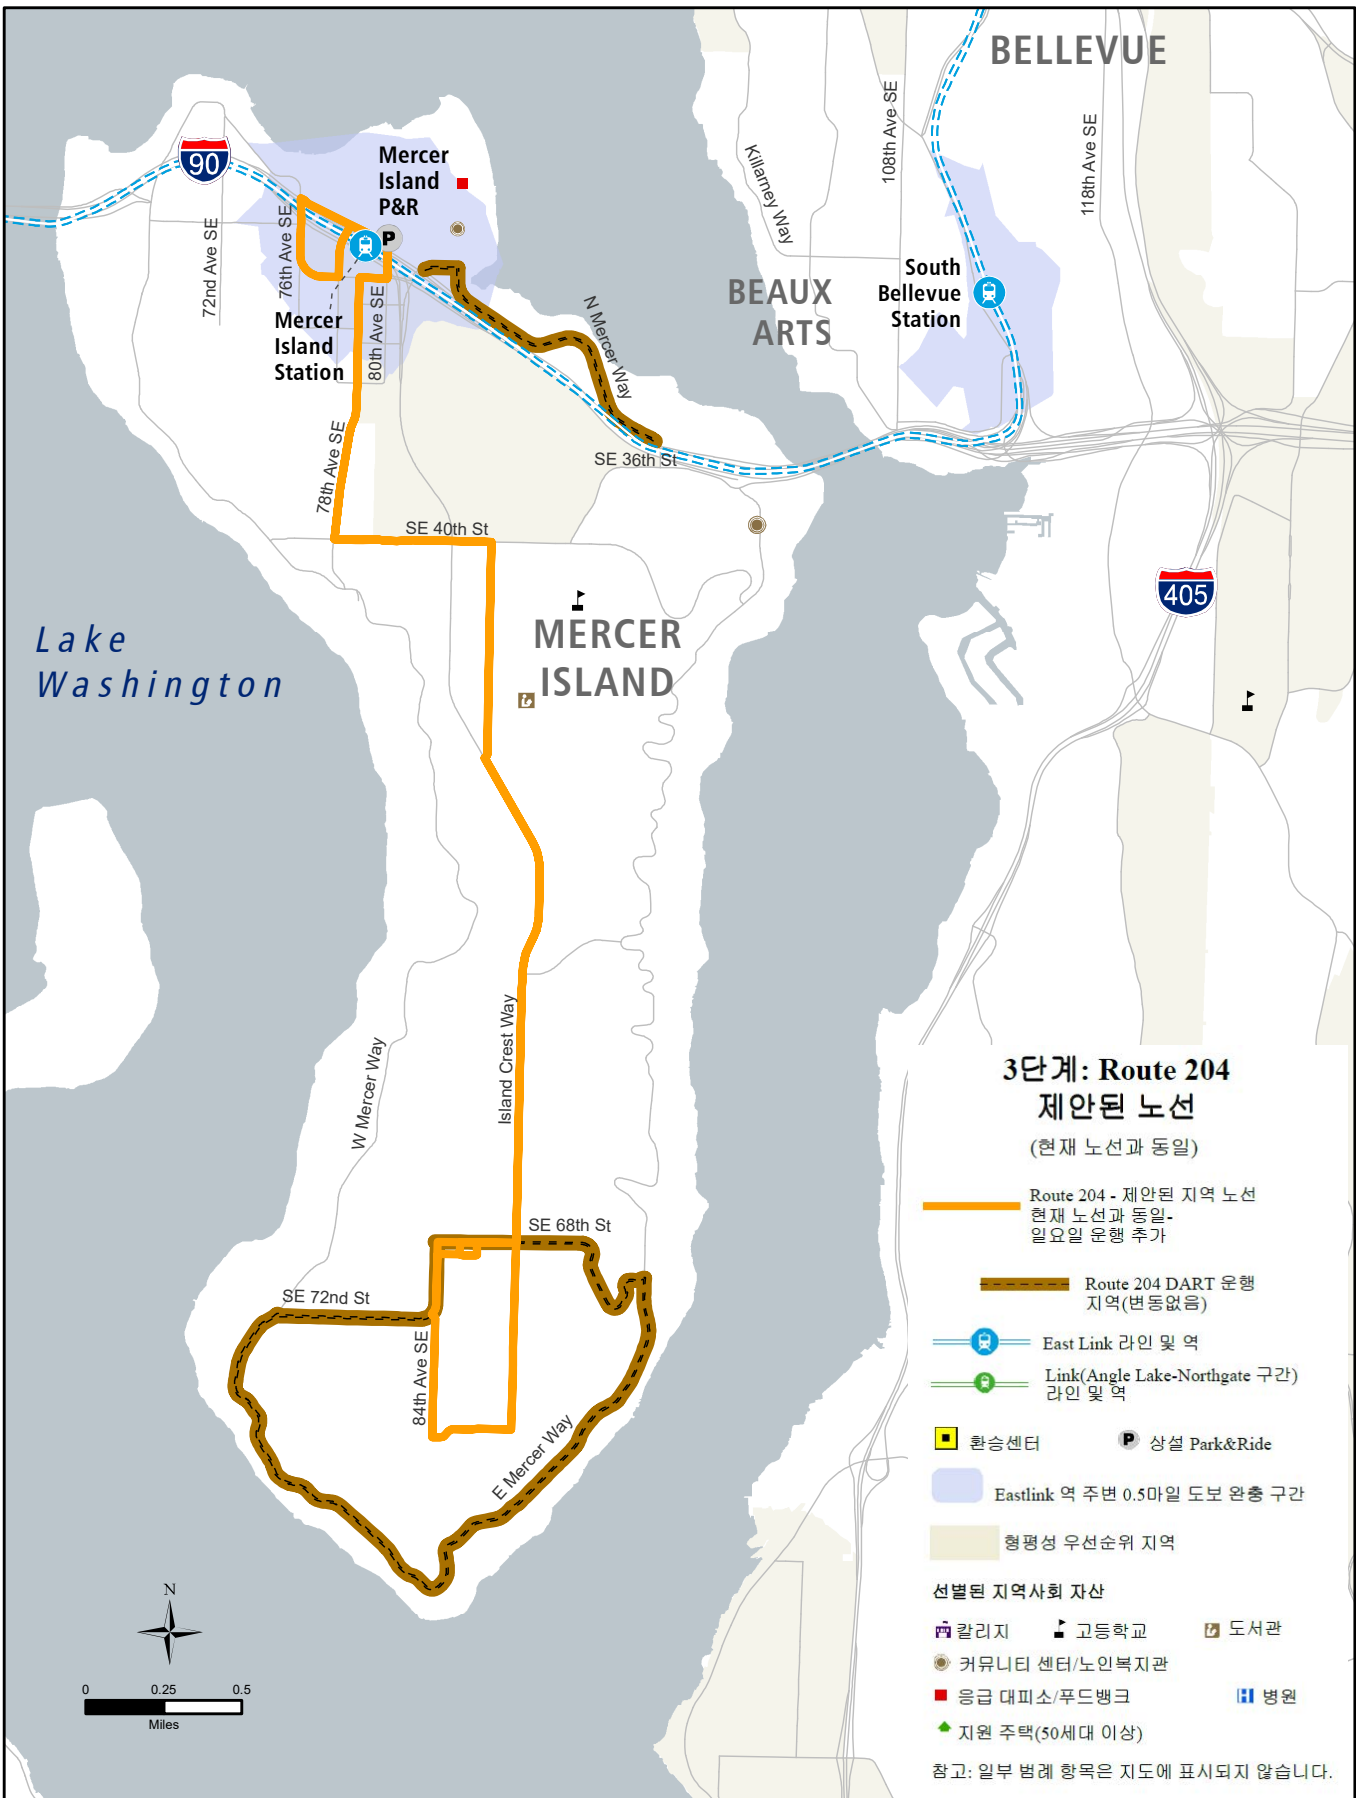 BELLEVUE
90
Mercer
Island
P&R
P
108th Ave SE
118th Ave SE
Killarney Way
72nd Ave SE
76th Ave SE
80th Ave SE
Mercer
Island
Station
N Mercer Way
BEAUX
ARTS
South
Bellevue
Station
78th Ave SE
SE 36th St
SE 40th St
405
MERCER
ISLAND
Lake
Washington
Island Crest Way
W Mercer Way
SE 68th St
SE 72nd St
84th Ave SE
E Mercer Way
N
0 0.25 0.5
Miles
3단계: Route 204
제안된 노선
(현재 노선과 동일)
Route 204 - 제안된 지역 노선
현재 노선과 동일-
일요일 운행 추가
Route 204 DART 운행
지역(변동없음)
East Link 라인 및 역
Link(Angle Lake-Northgate 구간)
라인 및 역
환승센터
P 상설 Park&Ride
Eastlink 역 주변 0.5마일 도보 완충 구간
형평성 우선순위 지역
선별된 지역사회 자산
칼리지 고등학교 도서관
커뮤니티 센터/노인복지관
응급 대피소/푸드뱅크 H 병원
지원 주택(50세대 이상)
참고: 일부 범례 항목은 지도에 표시되지 않습니다.